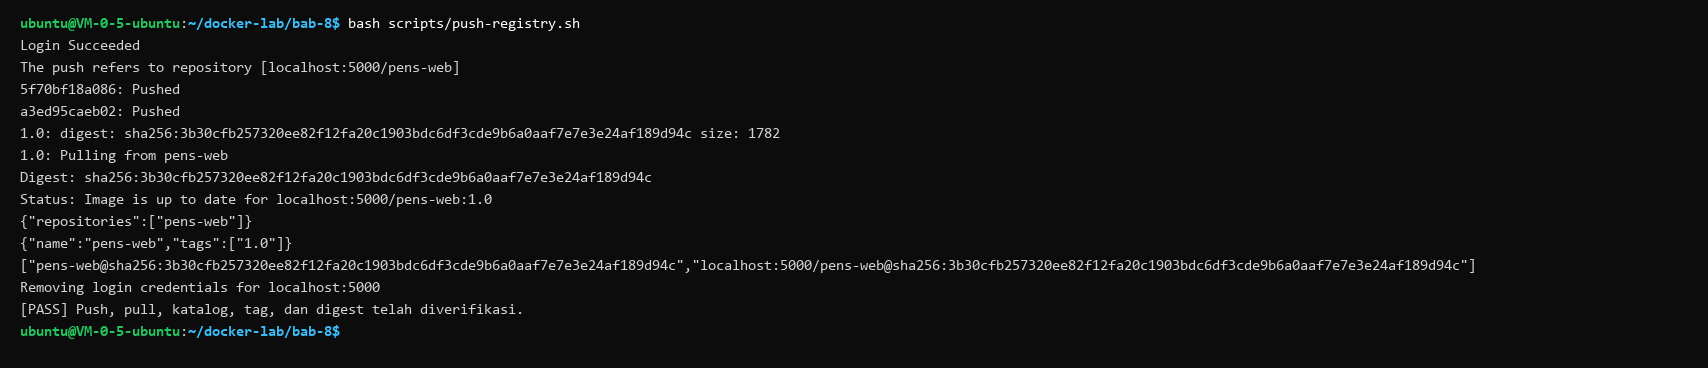 ubuntu@VM-0-5-ubuntu:~/docker-lab/bab-8$ bash scripts/push-registry.sh
Login Succeeded
The push refers to repository [localhost:5000/pens-web]
5f70bf18a086: Pushed
a3ed95caeb02: Pushed
1.0: digest: sha256:3b30cfb257320ee82f12fa20c1903bdc6df3cde9b6a0aaf7e7e3e24af189d94c size: 1782
1.0: Pulling from pens-web
Digest: sha256:3b30cfb257320ee82f12fa20c1903bdc6df3cde9b6a0aaf7e7e3e24af189d94c
Status: Image is up to date for localhost:5000/pens-web:1.0
{"repositories":["pens-web"]}
{"name":"pens-web","tags":["1.0"]}
["pens-web@sha256:3b30cfb257320ee82f12fa20c1903bdc6df3cde9b6a0aaf7e7e3e24af189d94c","localhost:5000/pens-web@sha256:3b30cfb257320ee82f12fa20c1903bdc6df3cde9b6a0aaf7e7e3e24af189d94c"]
Removing login credentials for localhost:5000
[PASS] Push, pull, katalog, tag, dan digest telah diverifikasi.
ubuntu@VM-0-5-ubuntu:~/docker-lab/bab-8$